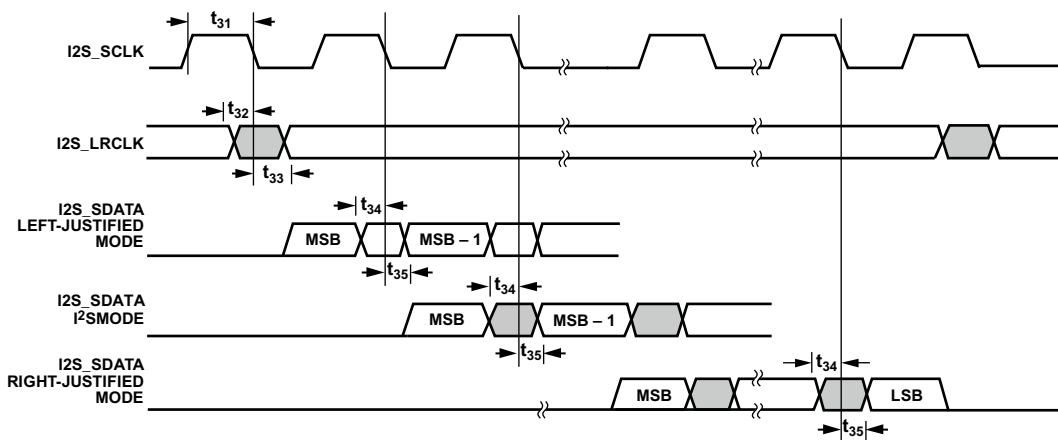 t31
I2S_SCLK
t32
I2S_LRCLK
t33
I2S_SDATA
LEFT-JUSTIFIED
MODE
t34
MSB
MSB – 1
t35
I2S_SDATA
I²SMODE
t34
MSB
MSB – 1
t35
I2S_SDATA
RIGHT-JUSTIFIED
MODE
t34
MSB
LSB
t35